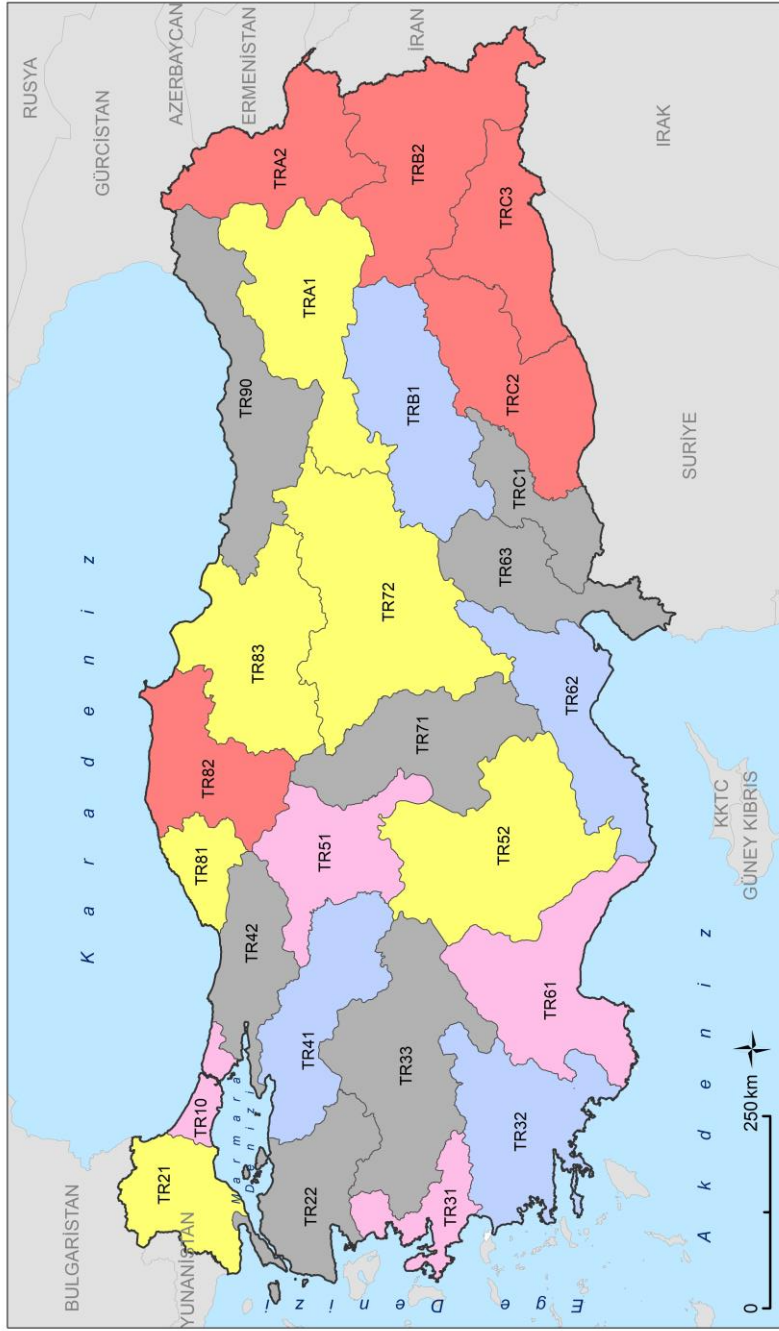 BULGARİSTAN
YUNANİSTAN
RUSYA
GÜRCİSTAN
AZERBAYCAN
ERMENİSTAN
İRAN
IRAK
SURİYE
KKTC
GÜNEY KIBRIS
Karadeniz
Marmara
Denizi
Ege Denizi
Akdeniz
TR21
TR10
TR22
TR42
TR81
TR82
TR83
TR90
TRA1
TRA2
TR41
TR51
TR71
TR72
TRB1
TRB2
TR31
TR33
TR32
TR61
TR52
TR62
TR63
TRC1
TRC2
TRC3
0 250 km